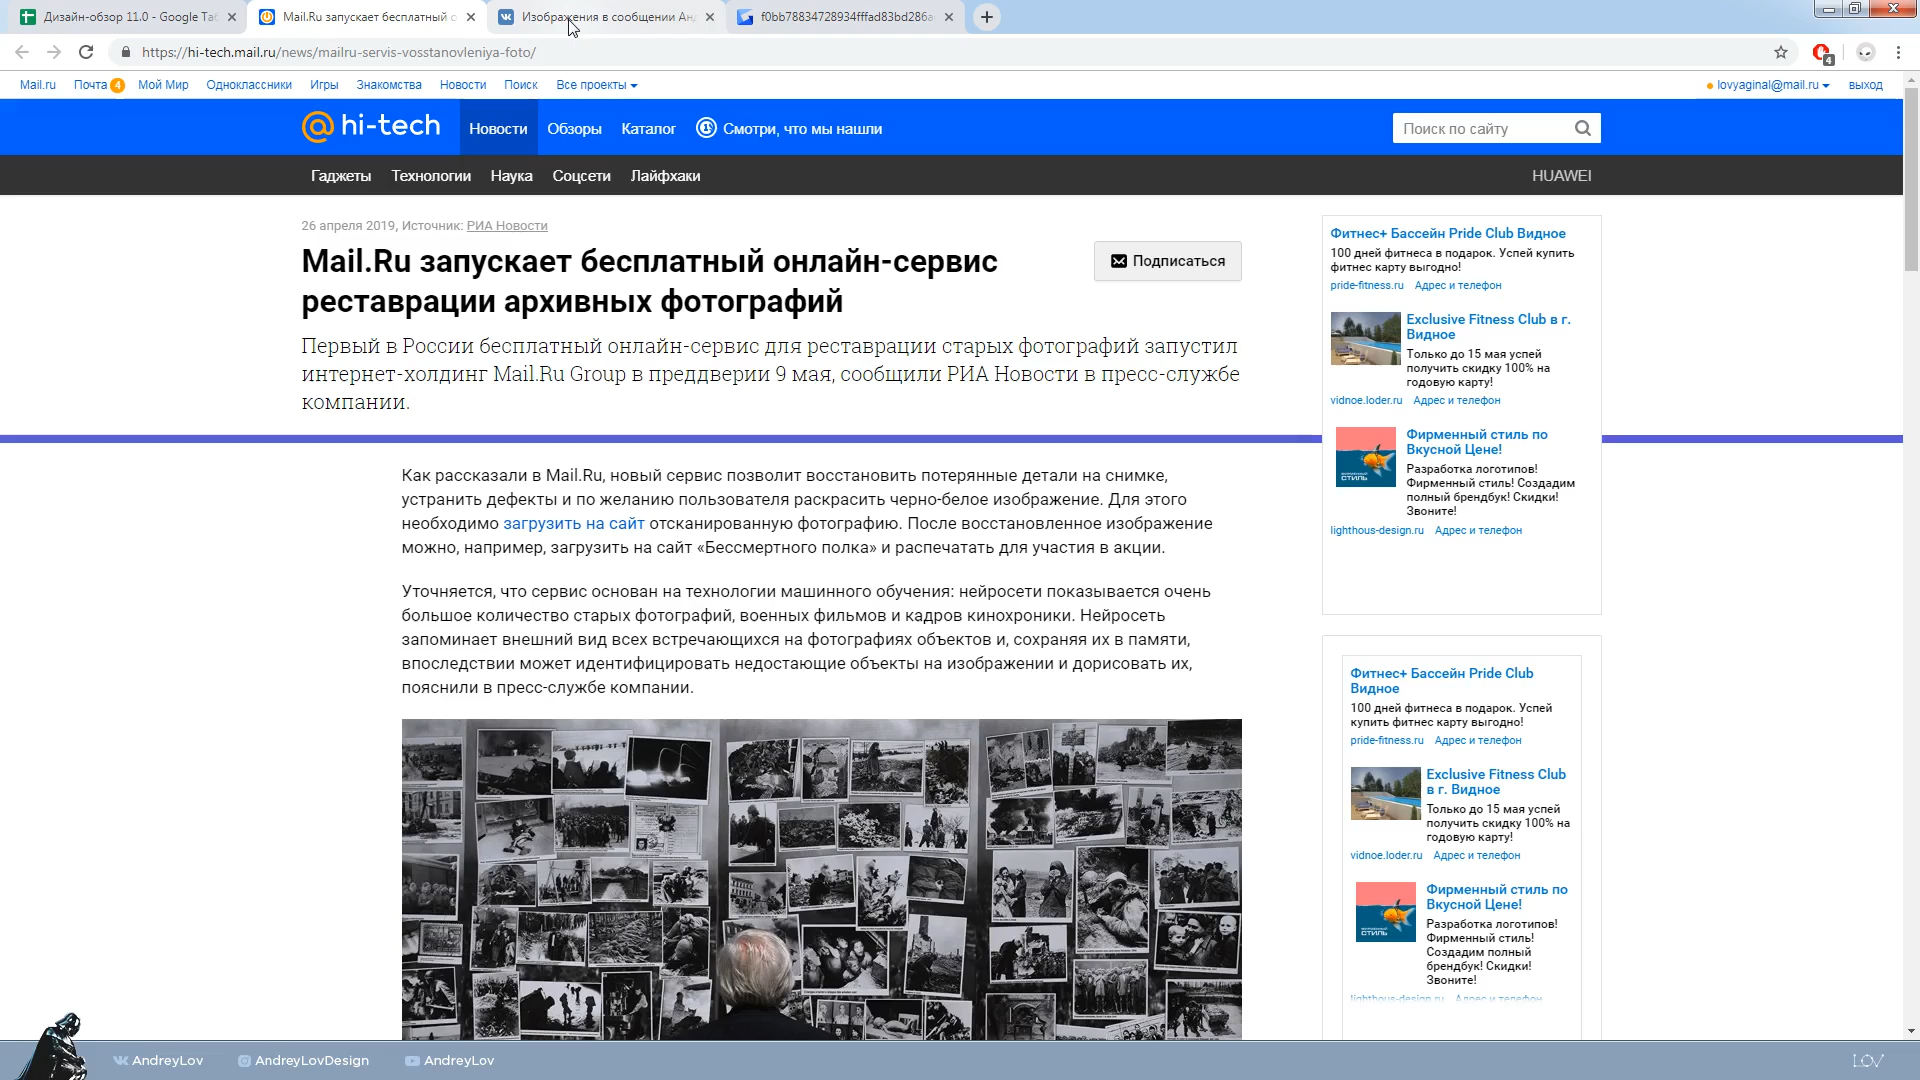 Дизайн-обзор 11.0 - Google Таб
Mail.Ru запускает бесплатный о
Изображения в сообщении Анд
f0bb78834728934fffad83bd286a
https://hi-tech.mail.ru/news/mailru-servis-vosstanovleniya-foto/
4
Mail.ru Почта 4 Мой Мир Одноклассники Игры Знакомства Новости Поиск Все проекты
lovyaginal@mail.ru выход
hi-tech Новости Обзоры Каталог Смотри, что мы нашли
Поиск по сайту
Гаджеты Технологии Наука Соцсети Лайфхаки
HUAWEI
26 апреля 2019, Источник: РИА Новости
Mail.Ru запускает бесплатный онлайн-сервис
реставрации архивных фотографий
Подписаться
Первый в России бесплатный онлайн-сервис для реставрации старых фотографий запустил
интернет-холдинг Mail.Ru Group в преддверии 9 мая, сообщили РИА Новости в пресс-службе
компании.
Как рассказали в Mail.Ru, новый сервис позволит восстановить потерянные детали на снимке,
устранить дефекты и по желанию пользователя раскрасить черно-белое изображение. Для этого
необходимо загрузить на сайт отсканированную фотографию. После восстановленное изображение
можно, например, загрузить на сайт «Бессмертного полка» и распечатать для участия в акции.
Уточняется, что сервис основан на технологии машинного обучения: нейросети показывается очень
большое количество старых фотографий, военных фильмов и кадров кинохроники. Нейросеть
запоминает внешний вид всех встречающихся на фотографиях объектов и, сохраняя их в памяти,
впоследствии может идентифицировать недостающие объекты на изображении и дорисовать их,
пояснили в пресс-службе компании.
Фитнес+ Бассейн Pride Club Видное
100 дней фитнеса в подарок. Успей купить
фитнес карту выгодно!
pride-fitness.ru Адрес и телефон
Exclusive Fitness Club в г.
Видное
Только до 15 мая успей
получить скидку 100% на
годовую карту!
vidnoe.loder.ru Адрес и телефон
Фирменный стиль по
Вкусной Цене!
Разработка логотипов!
Фирменный стиль! Создадим
полный брендбук! Скидки!
Звоните!
lighthous-design.ru Адрес и телефон
Фитнес+ Бассейн Pride Club
Видное
100 дней фитнеса в подарок. Успей
купить фитнес карту выгодно!
pride-fitness.ru Адрес и телефон
Exclusive Fitness Club
в г. Видное
Только до 15 мая успей
получить скидку 100% на
годовую карту!
vidnoe.loder.ru Адрес и телефон
Фирменный стиль по
Вкусной Цене!
Разработка логотипов!
Фирменный стиль!
Создадим полный
брендбук! Скидки!
Звоните!
lighthous-design.ru Адрес и телефон
AndreyLov AndreyLovDesign AndreyLov
LOV